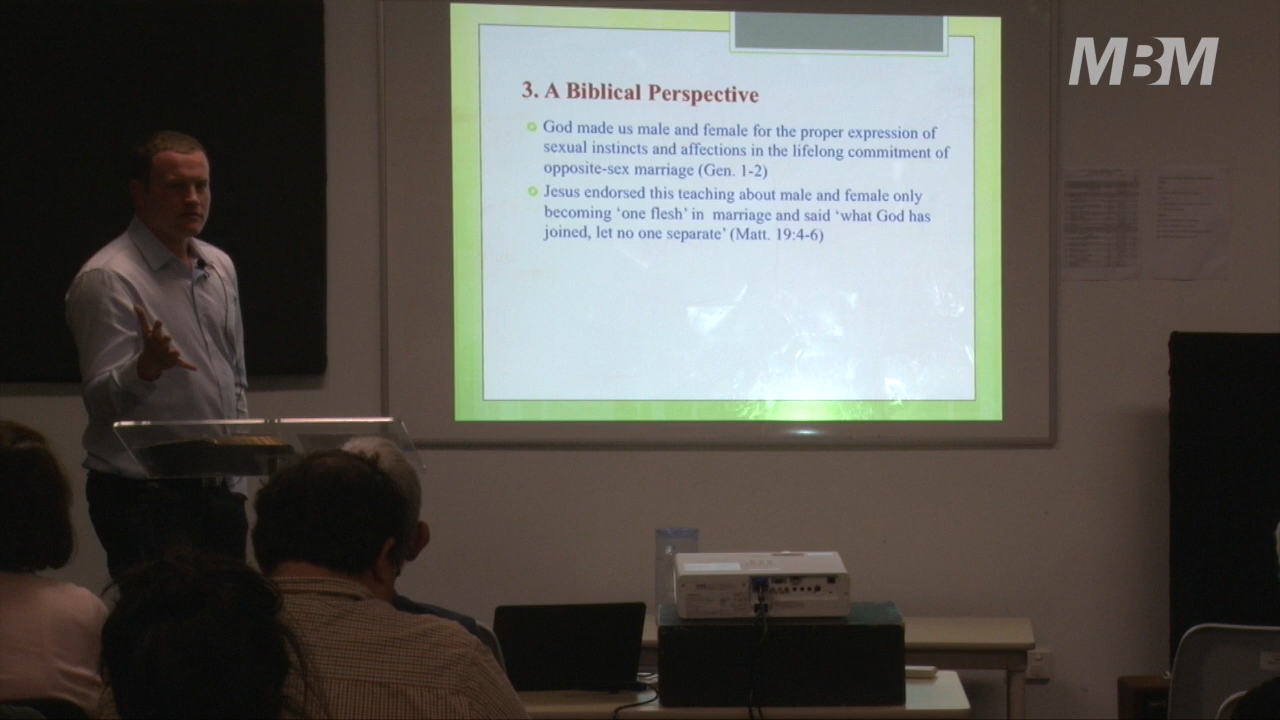 MBM
3. A Biblical Perspective
God made us male and female for the proper expression of
sexual instincts and affections in the lifelong commitment of
opposite-sex marriage (Gen. 1-2)
Jesus endorsed this teaching about male and female only
becoming ‘one flesh’ in marriage and said ‘what God has
joined, let no one separate’ (Matt. 19:4-6)